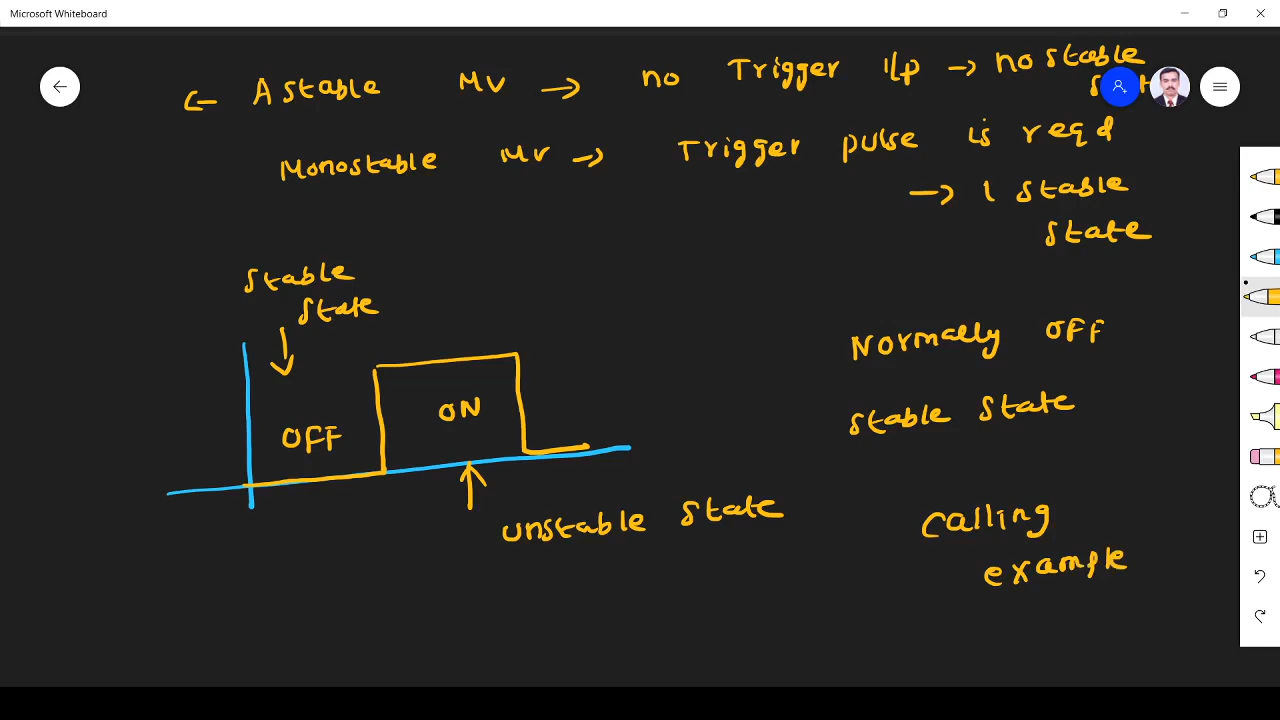 Microsoft Whiteboard
Astable MV → no Trigger i/p → no stable
Monostable MV → Trigger pulse is reqd
→ 1 stable
state
stable
state
Normally OFF
ON
OFF
stable state
unstable state
calling
example